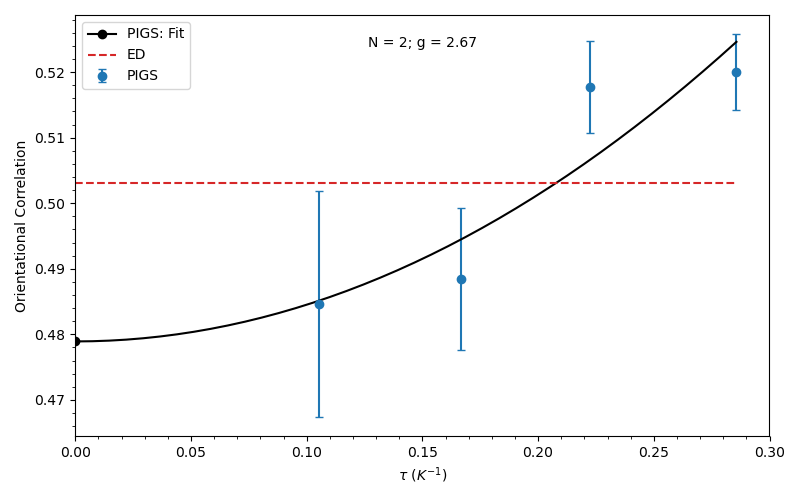 PIGS: Fit
ED
PIGS
N = 2; g = 2.67
Orientational Correlation
0.52
0.51
0.50
0.49
0.48
0.47
0.00 0.05 0.10 0.15 0.20 0.25 0.30
τ (K⁻¹)